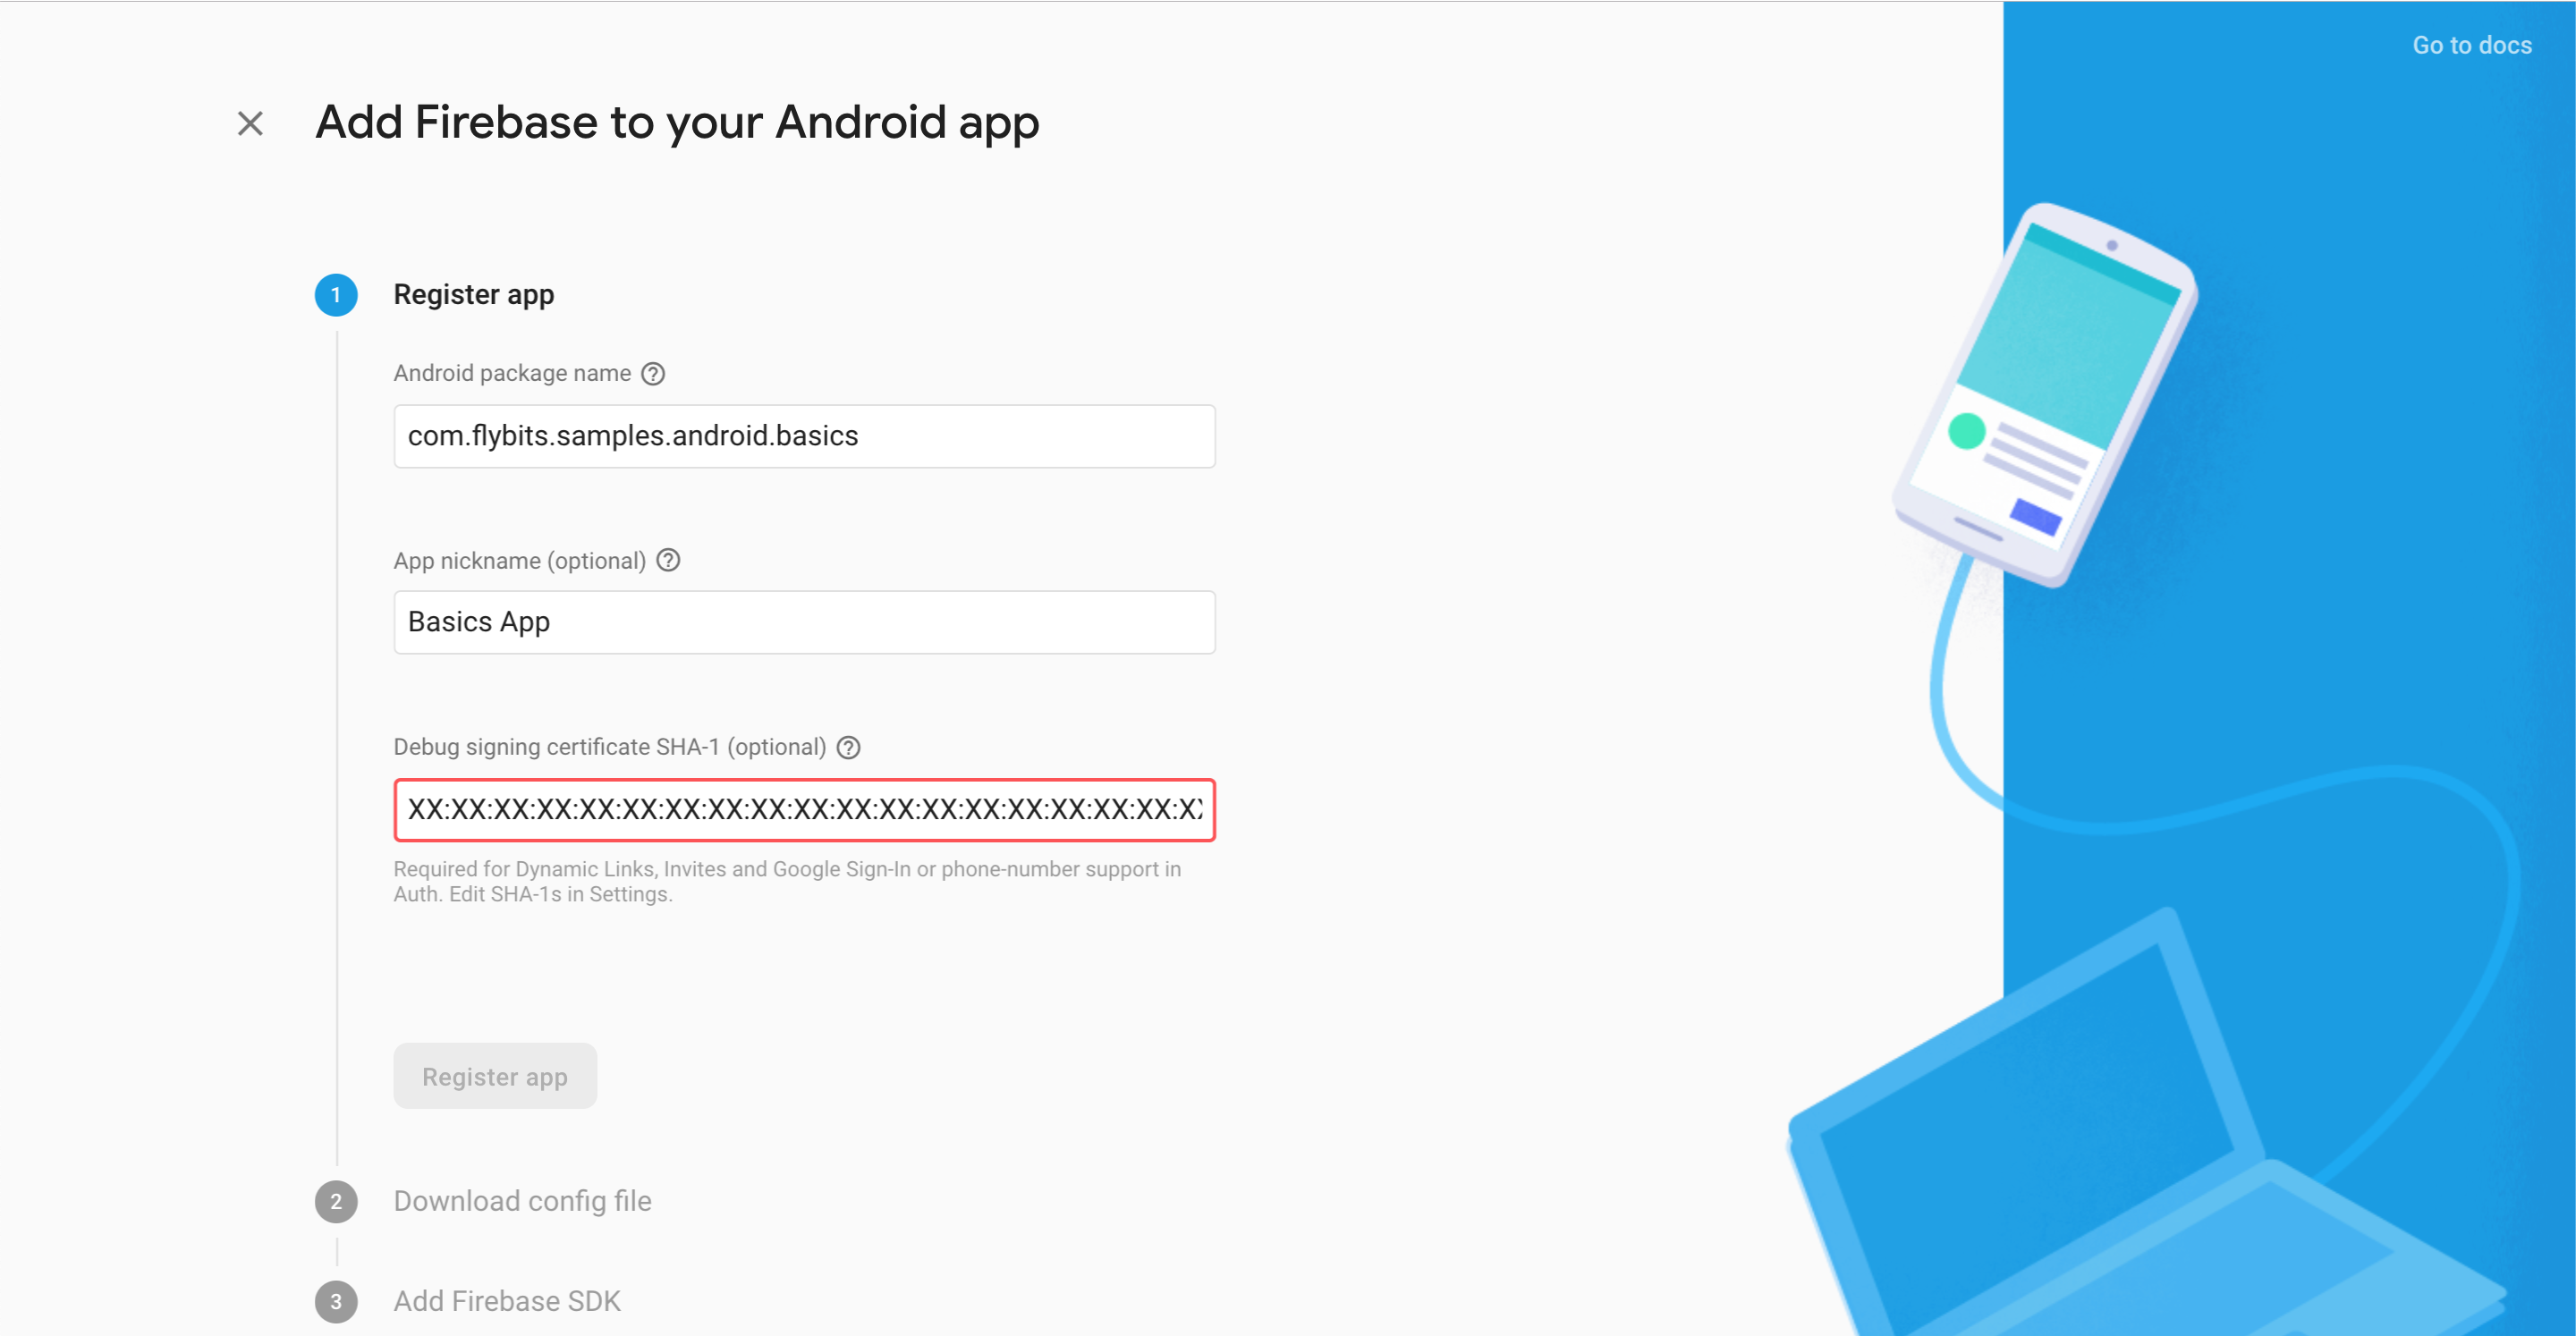 Go to docs
Add Firebase to your Android app
1 Register app
Android package name ?
com.flybits.samples.android.basics
App nickname (optional) ?
Basics App
Debug signing certificate SHA-1 (optional) ?
XX:XX:XX:XX:XX:XX:XX:XX:XX:XX:XX:XX:XX:XX:XX:XX:XX:XX:XX
Required for Dynamic Links, Invites and Google Sign-In or phone-number support in
Auth. Edit SHA-1s in Settings.
Register app
2 Download config file
3 Add Firebase SDK